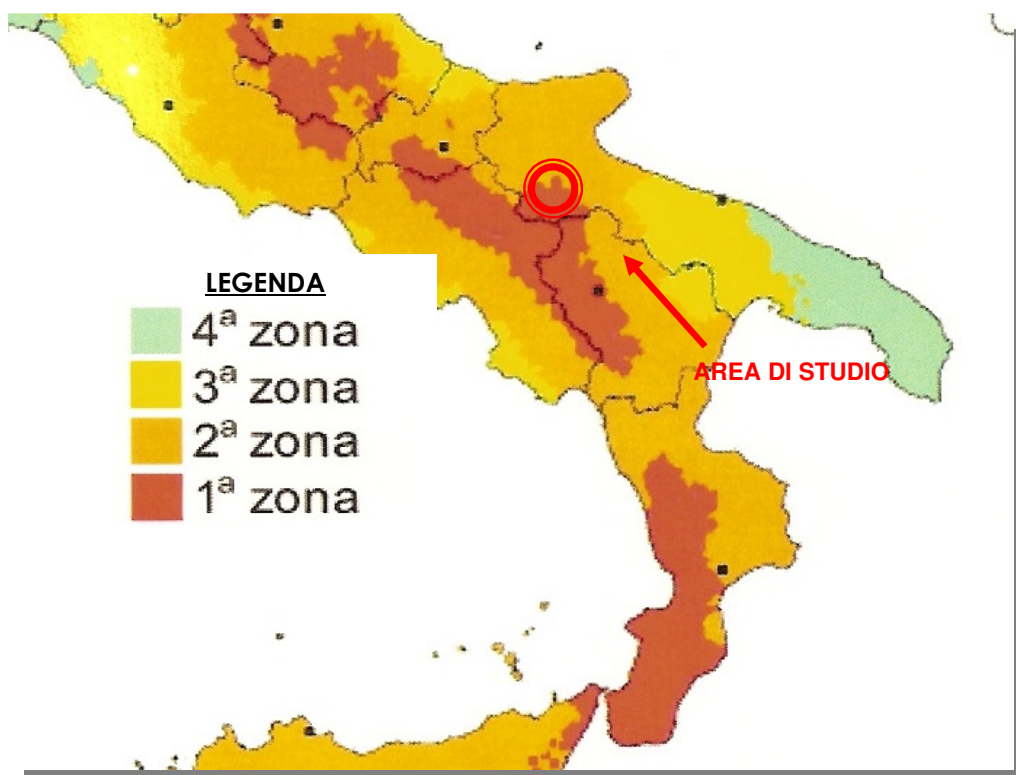 LEGENDA
4ª zona
3ª zona
2ª zona
1ª zona
AREA DI STUDIO